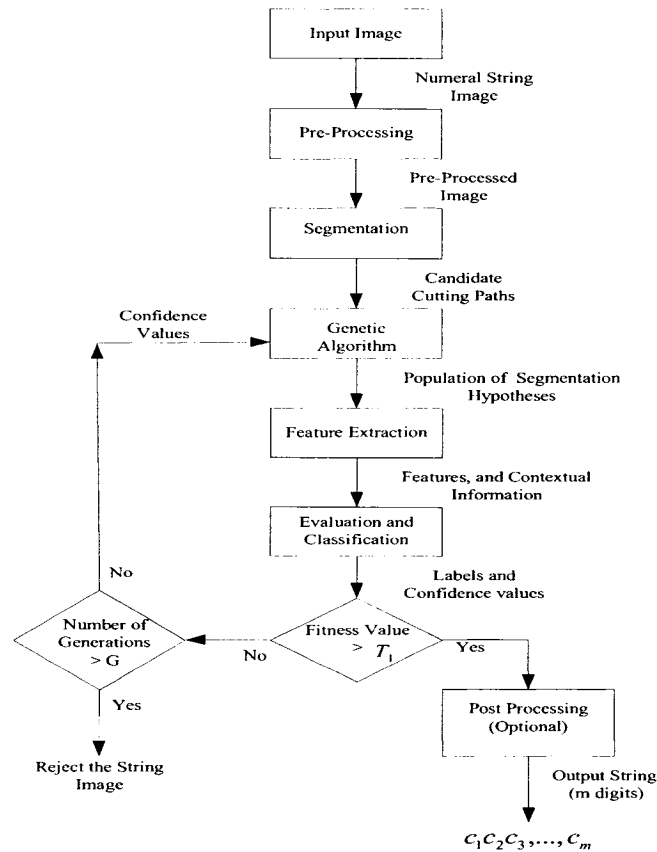 Input Image
Numeral String
Image
Pre-Processing
Pre-Processed
Image
Segmentation
Candidate
Cutting Paths
Confidence
Values
Genetic
Algorithm
Population of Segmentation
Hypotheses
Feature Extraction
Features, and Contextual
Information
Evaluation and
Classification
Labels and
Confidence values
No
Number of
Generations
> G
No
Fitness Value
> T₁
Yes
Yes
Reject the String
Image
Post Processing
(Optional)
Output String
(m digits)
c₁c₂c₃,..., cₘ